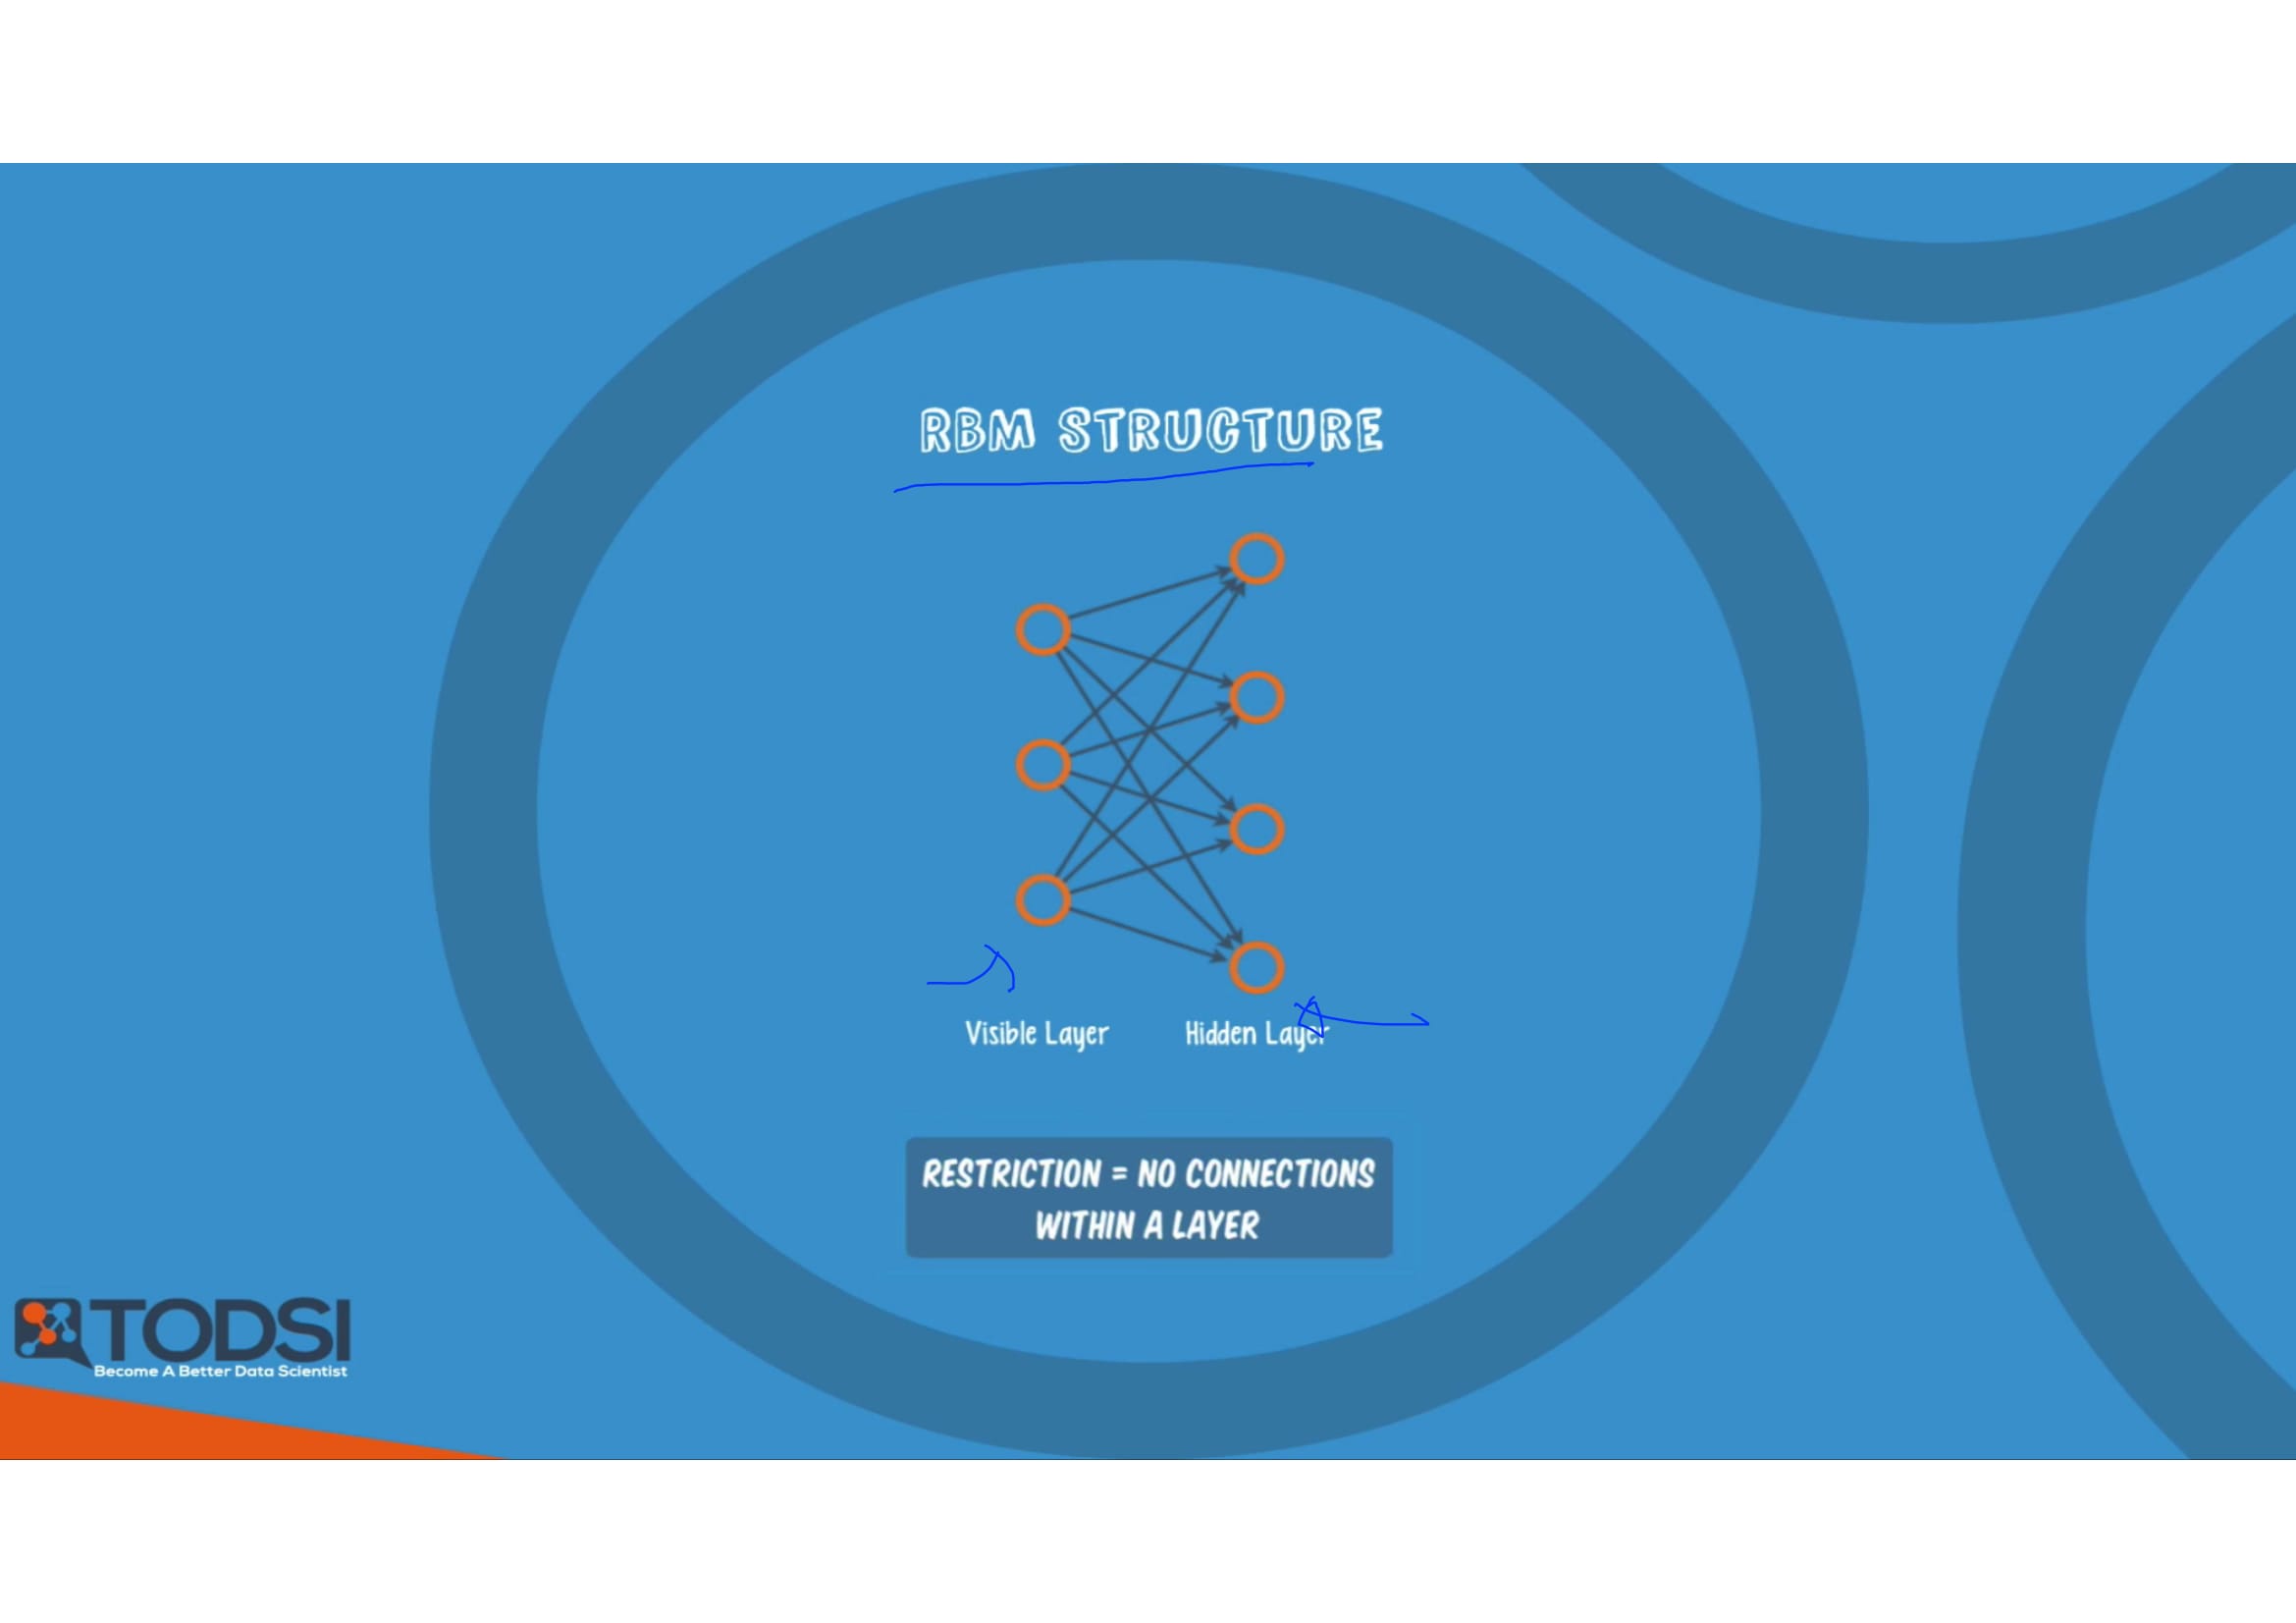 RBM STRUCTURE
Visible Layer
Hidden Layer
RESTRICTION = NO CONNECTIONS
WITHIN A LAYER
TODSI
Become A Better Data Scientist